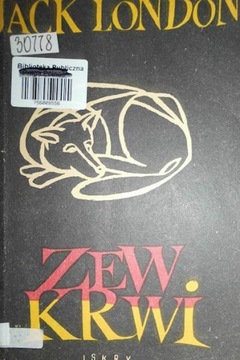 JACK LONDON
30778
Biblioteka Publiczna
ZEW
KRWi
ISKRY